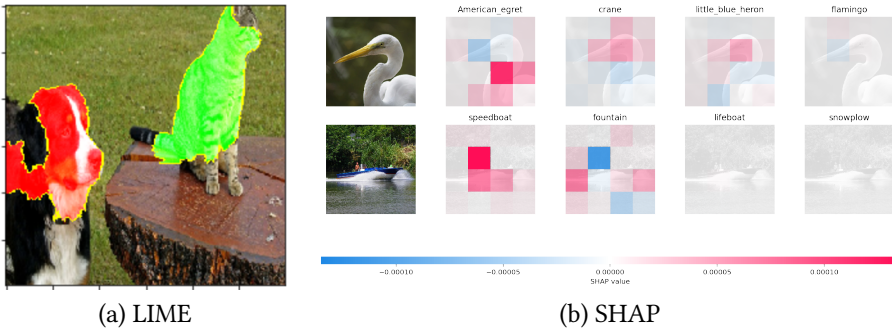 American_egret
crane
little_blue_heron
flamingo
speedboat
fountain
lifeboat
snowplow
−0.00010
−0.00005
0.00000
0.00005
0.00010
SHAP value
(a) LIME
(b) SHAP